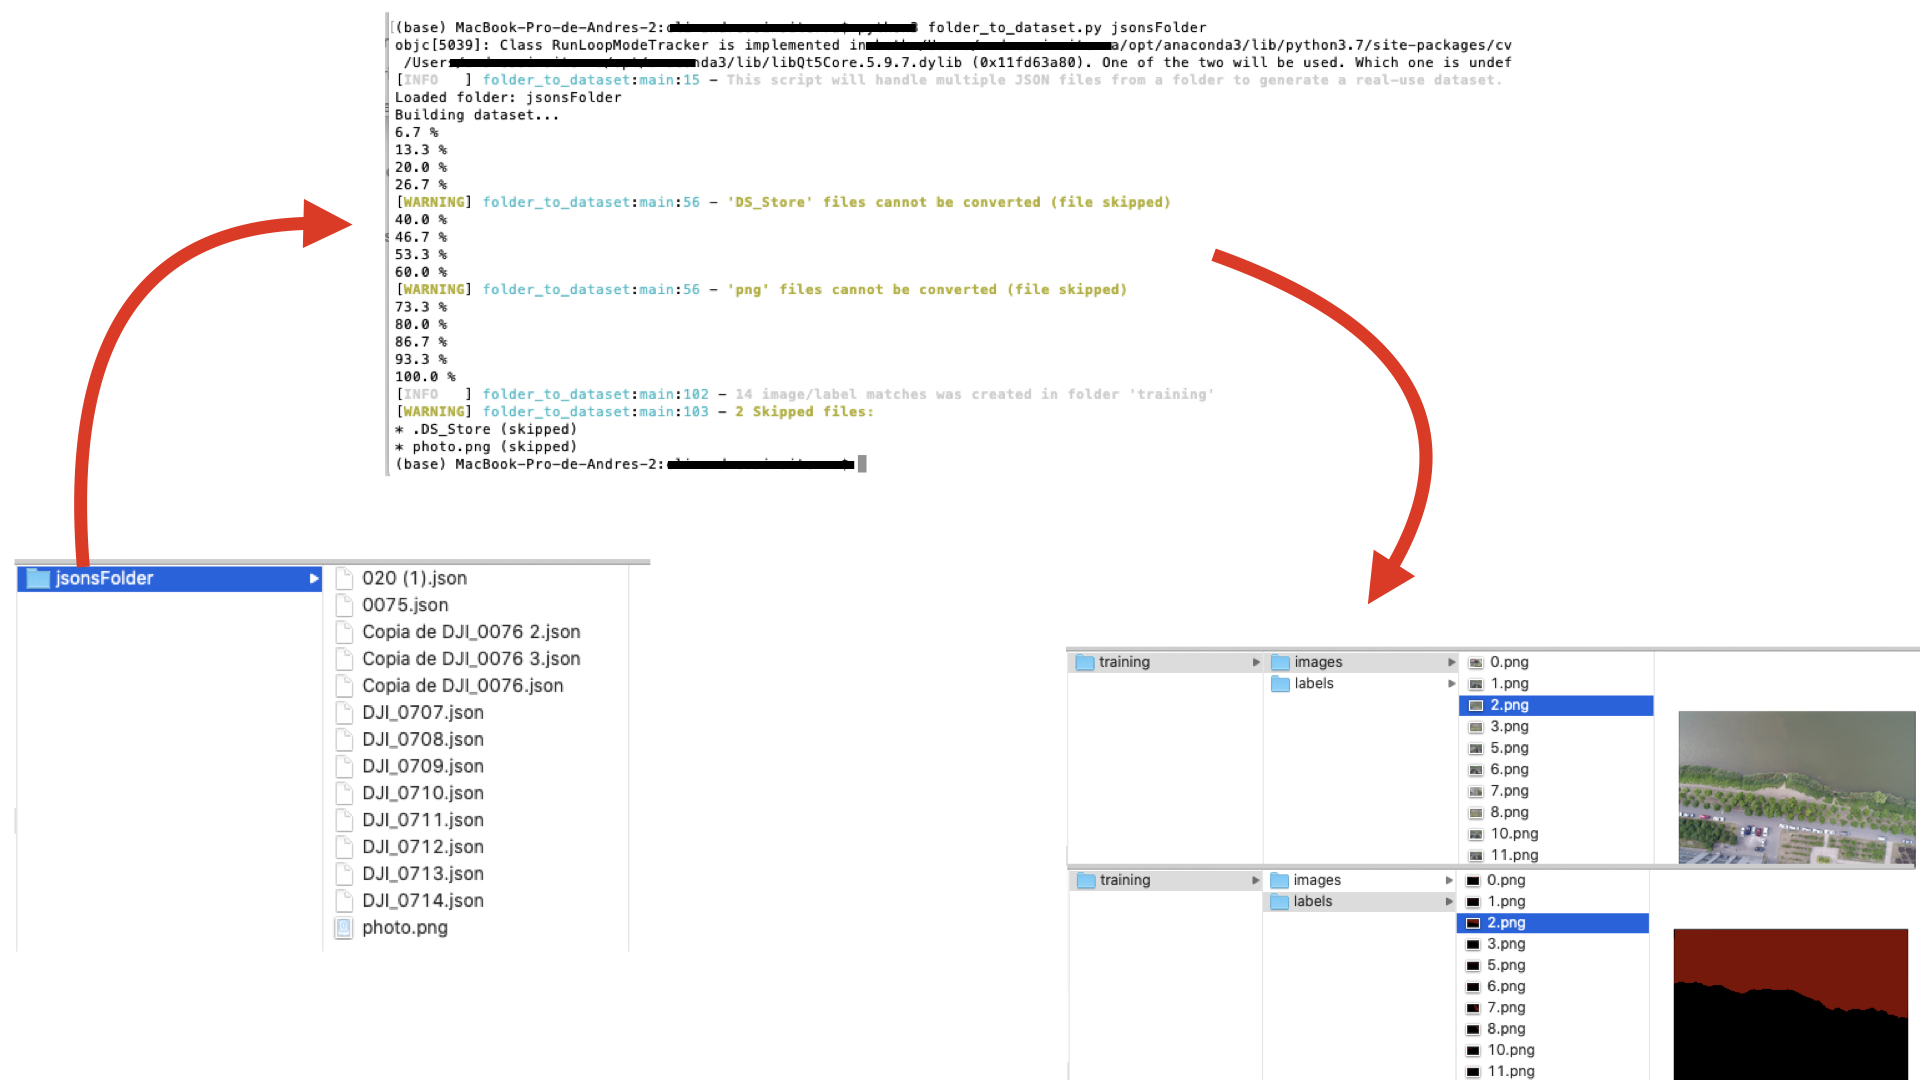 (base) MacBook-Pro-de-Andres-2: folder_to_dataset.py jsonsFolder
objc[5039]: Class RunLoopModeTracker is implemented in a/opt/anaconda3/lib/python3.7/site-packages/cv
/User nda3/lib/libQt5Core.5.9.7.dylib (0x11fd63a80). One of the two will be used. Which one is undef
[INFO   ] folder_to_dataset:main:15 – This script will handle multiple JSON files from a folder to generate a real-use dataset.
Loaded folder: jsonsFolder
Building dataset...
6.7 %
13.3 %
20.0 %
26.7 %
[WARNING] folder_to_dataset:main:56 – 'DS_Store' files cannot be converted (file skipped)
40.0 %
46.7 %
53.3 %
60.0 %
[WARNING] folder_to_dataset:main:56 – 'png' files cannot be converted (file skipped)
73.3 %
80.0 %
86.7 %
93.3 %
100.0 %
[INFO   ] folder_to_dataset:main:102 – 14 image/label matches was created in folder 'training'
[WARNING] folder_to_dataset:main:103 – 2 Skipped files:
* .DS_Store (skipped)
* photo.png (skipped)
(base) MacBook-Pro-de-Andres-2:
jsonsFolder
020 (1).json
0075.json
Copia de DJI_0076 2.json
Copia de DJI_0076 3.json
Copia de DJI_0076.json
DJI_0707.json
DJI_0708.json
DJI_0709.json
DJI_0710.json
DJI_0711.json
DJI_0712.json
DJI_0713.json
DJI_0714.json
photo.png
training
images
labels
0.png
1.png
2.png
3.png
5.png
6.png
7.png
8.png
10.png
11.png
training
images
labels
0.png
1.png
2.png
3.png
5.png
6.png
7.png
8.png
10.png
11.png